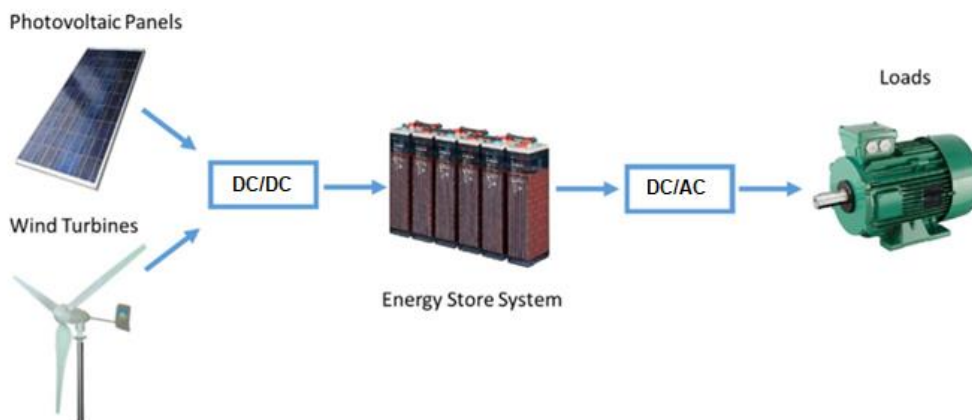 Photovoltaic Panels
Loads
DC/DC
DC/AC
Wind Turbines
Energy Store System